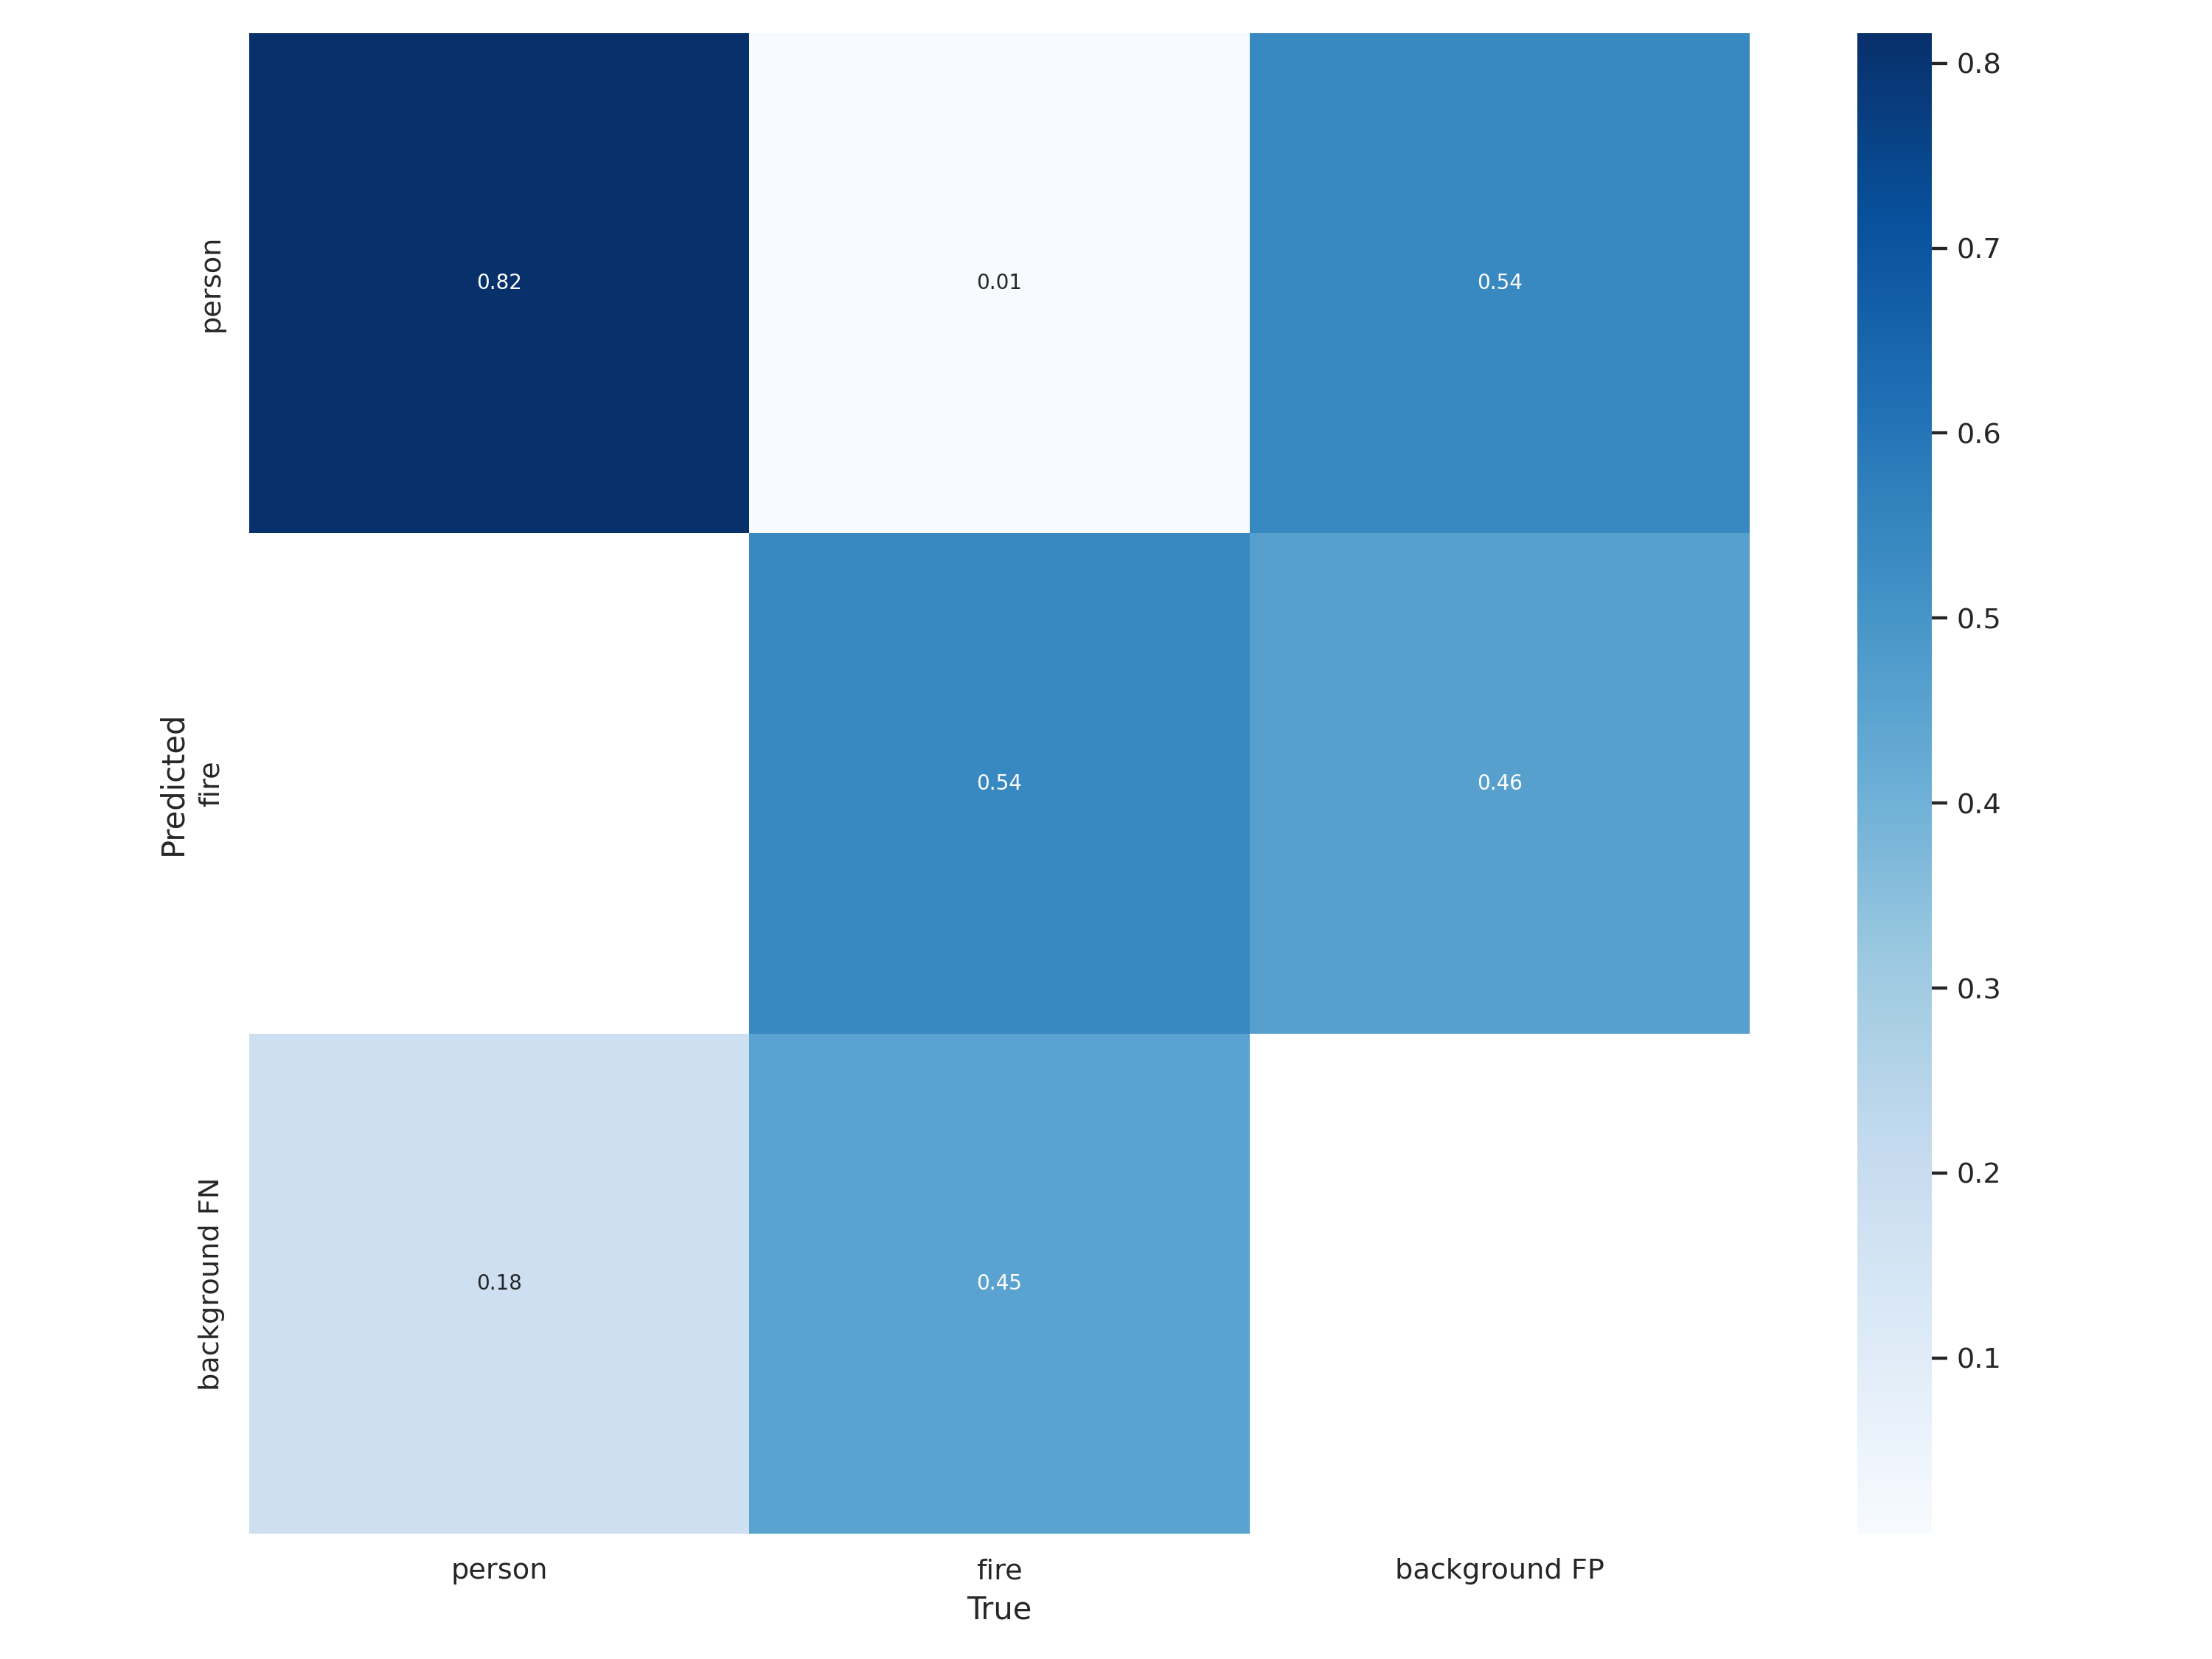 0.82 0.01 0.54
0.54 0.46
0.18 0.45
person
fire
background FN
Predicted
person fire background FP
True
0.8
0.7
0.6
0.5
0.4
0.3
0.2
0.1